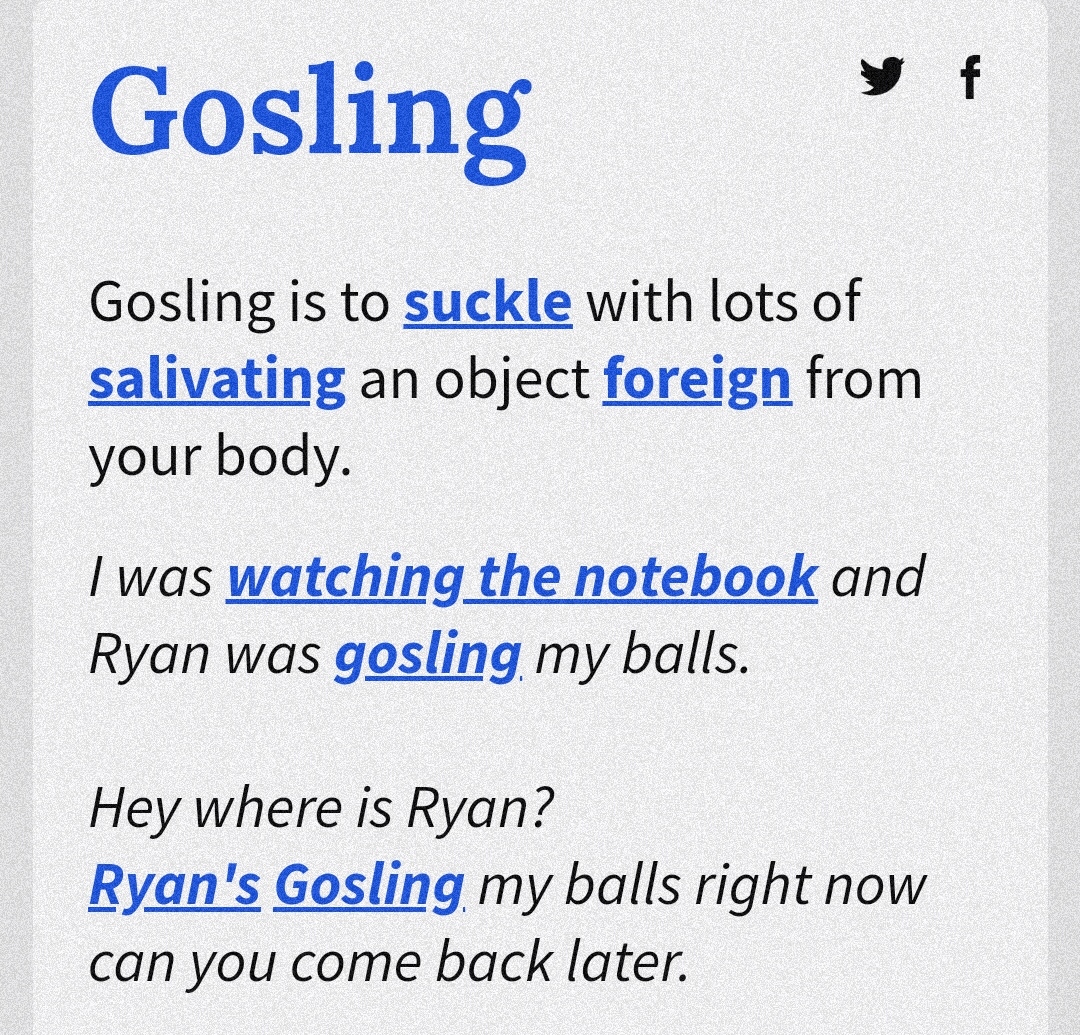 Gosling
Gosling is to suckle with lots of
salivating an object foreign from
your body.
I was watching the notebook and
Ryan was gosling my balls.
Hey where is Ryan?
Ryan's Gosling my balls right now
can you come back later.